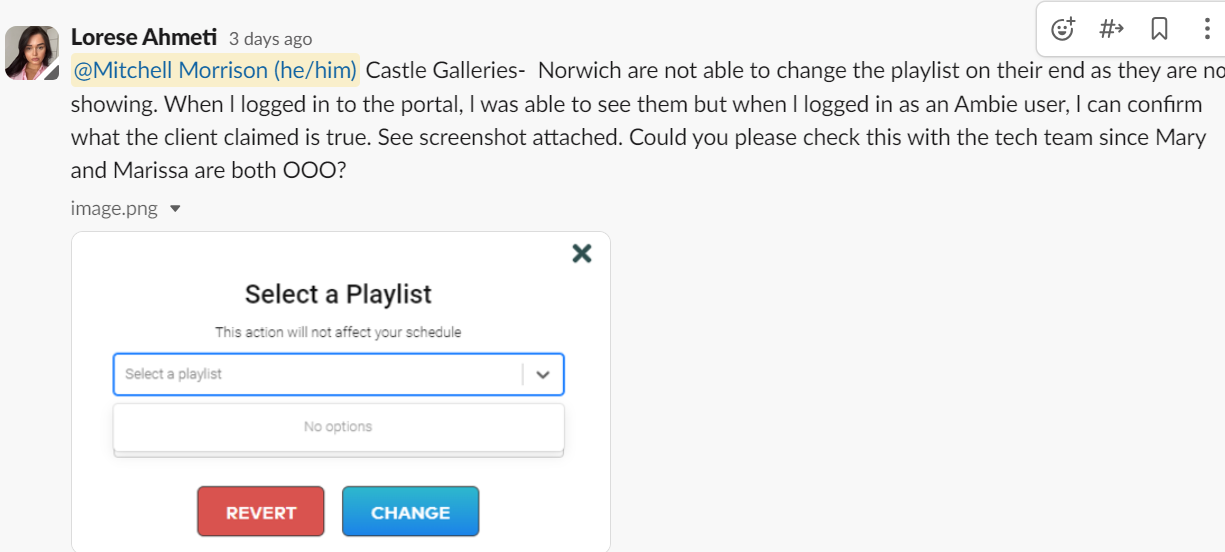 Lorese Ahmeti 3 days ago
@Mitchell Morrison (he/him) Castle Galleries- Norwich are not able to change the playlist on their end as they are
showing. When I logged in to the portal, I was able to see them but when I logged in as an Ambie user, I can confirm
what the client claimed is true. See screenshot attached. Could you please check this with the tech team since Mary
and Marissa are both OOO?
image.png
Select a Playlist
This action will not affect your schedule
Select a playlist
No options
REVERT CHANGE